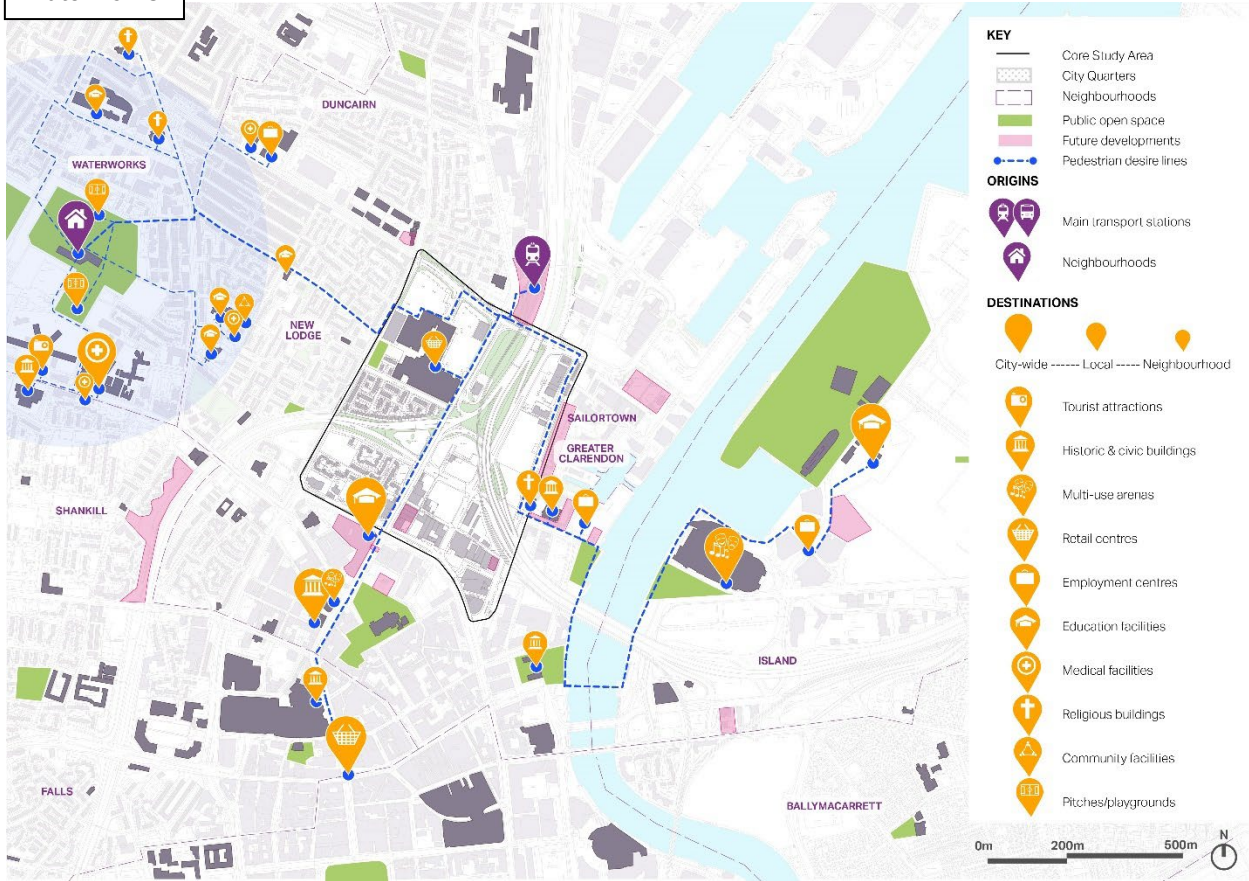 DUNCAIRN
WATERWORKS
NEW
LODGE
SAILORTOWN
GREATER
CLARENDON
SHANKILL
ISLAND
FALLS
BALLYMACARRETT
KEY
Core Study Area
City Quarters
Neighbourhoods
Public open space
Future developments
Pedestrian desire lines
ORIGINS
Main transport stations
Neighbourhoods
DESTINATIONS
City-wide ------ Local ---- Neighbourhood
Tourist attractions
Historic & civic buildings
Multi-use arenas
Retail centres
Employment centres
Education facilities
Medical facilities
Religious buildings
Community facilities
Pitches/playgrounds
0m 200m 500m
N